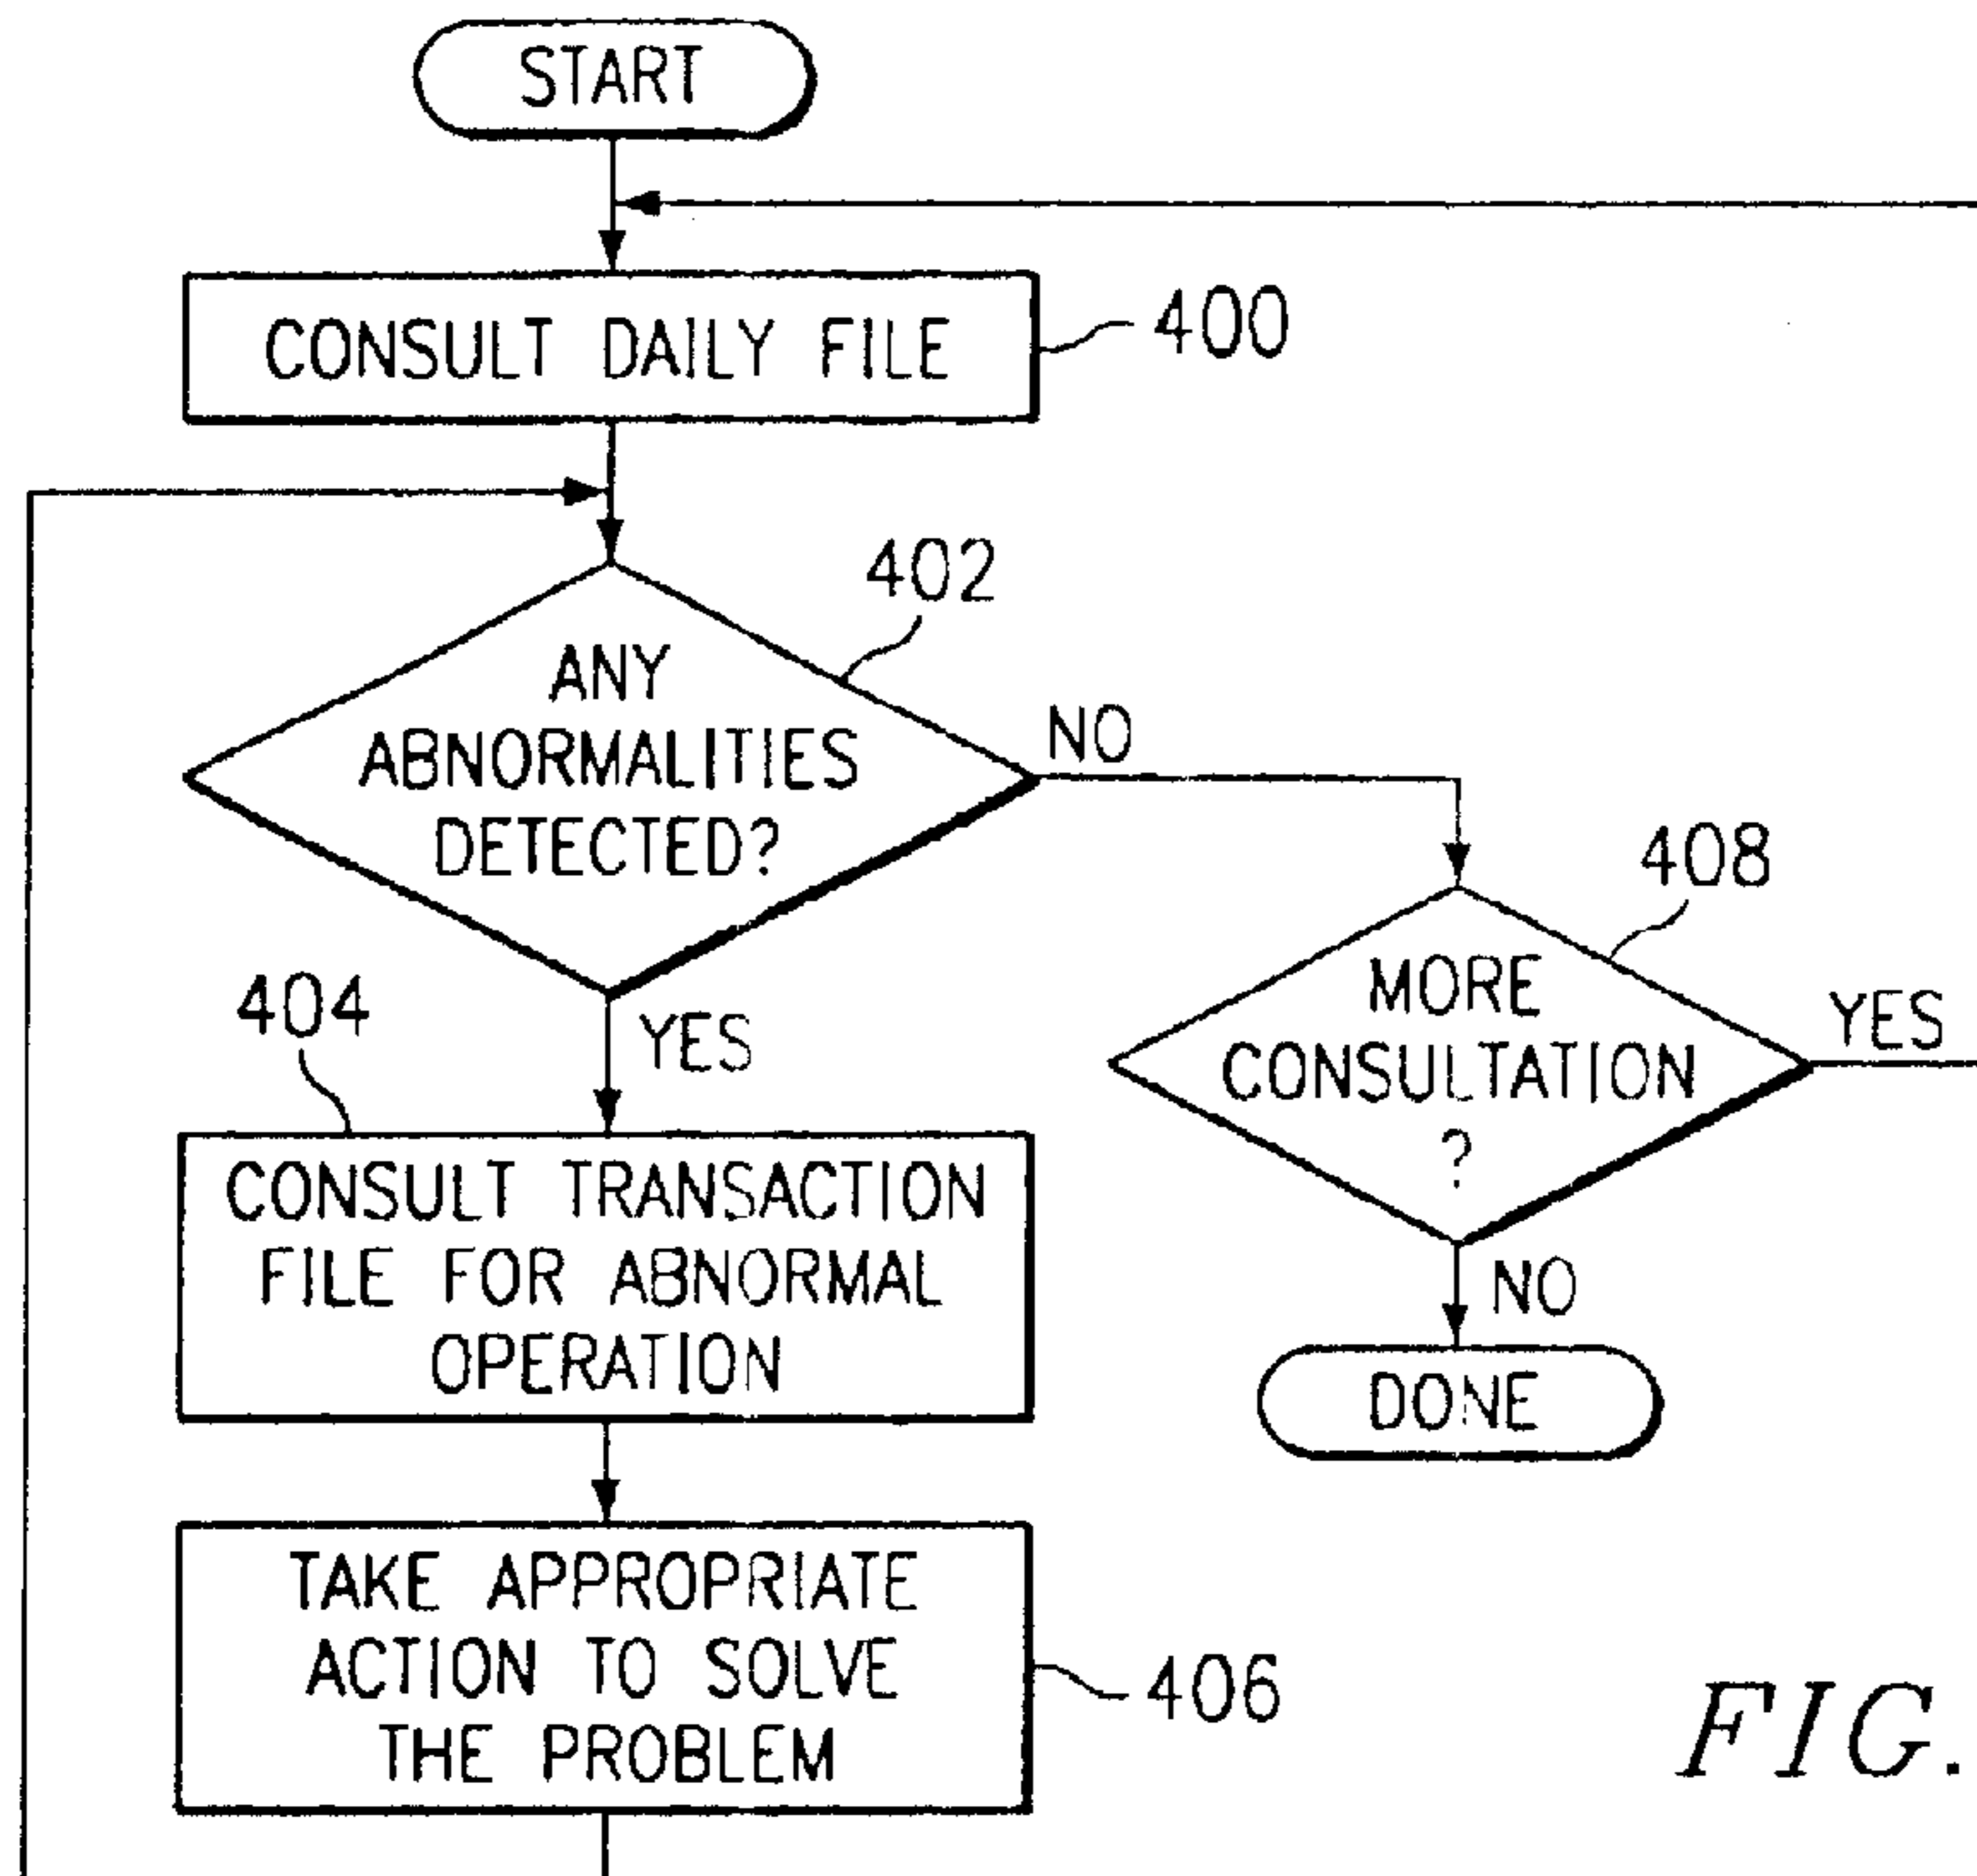 START
CONSULT DAILY FILE
400
402
ANY
ABNORMALITIES
DETECTED?
NO
YES
408
MORE
CONSULTATION
?
YES
NO
DONE
404
CONSULT TRANSACTION
FILE FOR ABNORMAL
OPERATION
TAKE APPROPRIATE
ACTION TO SOLVE
THE PROBLEM
406
FIG.